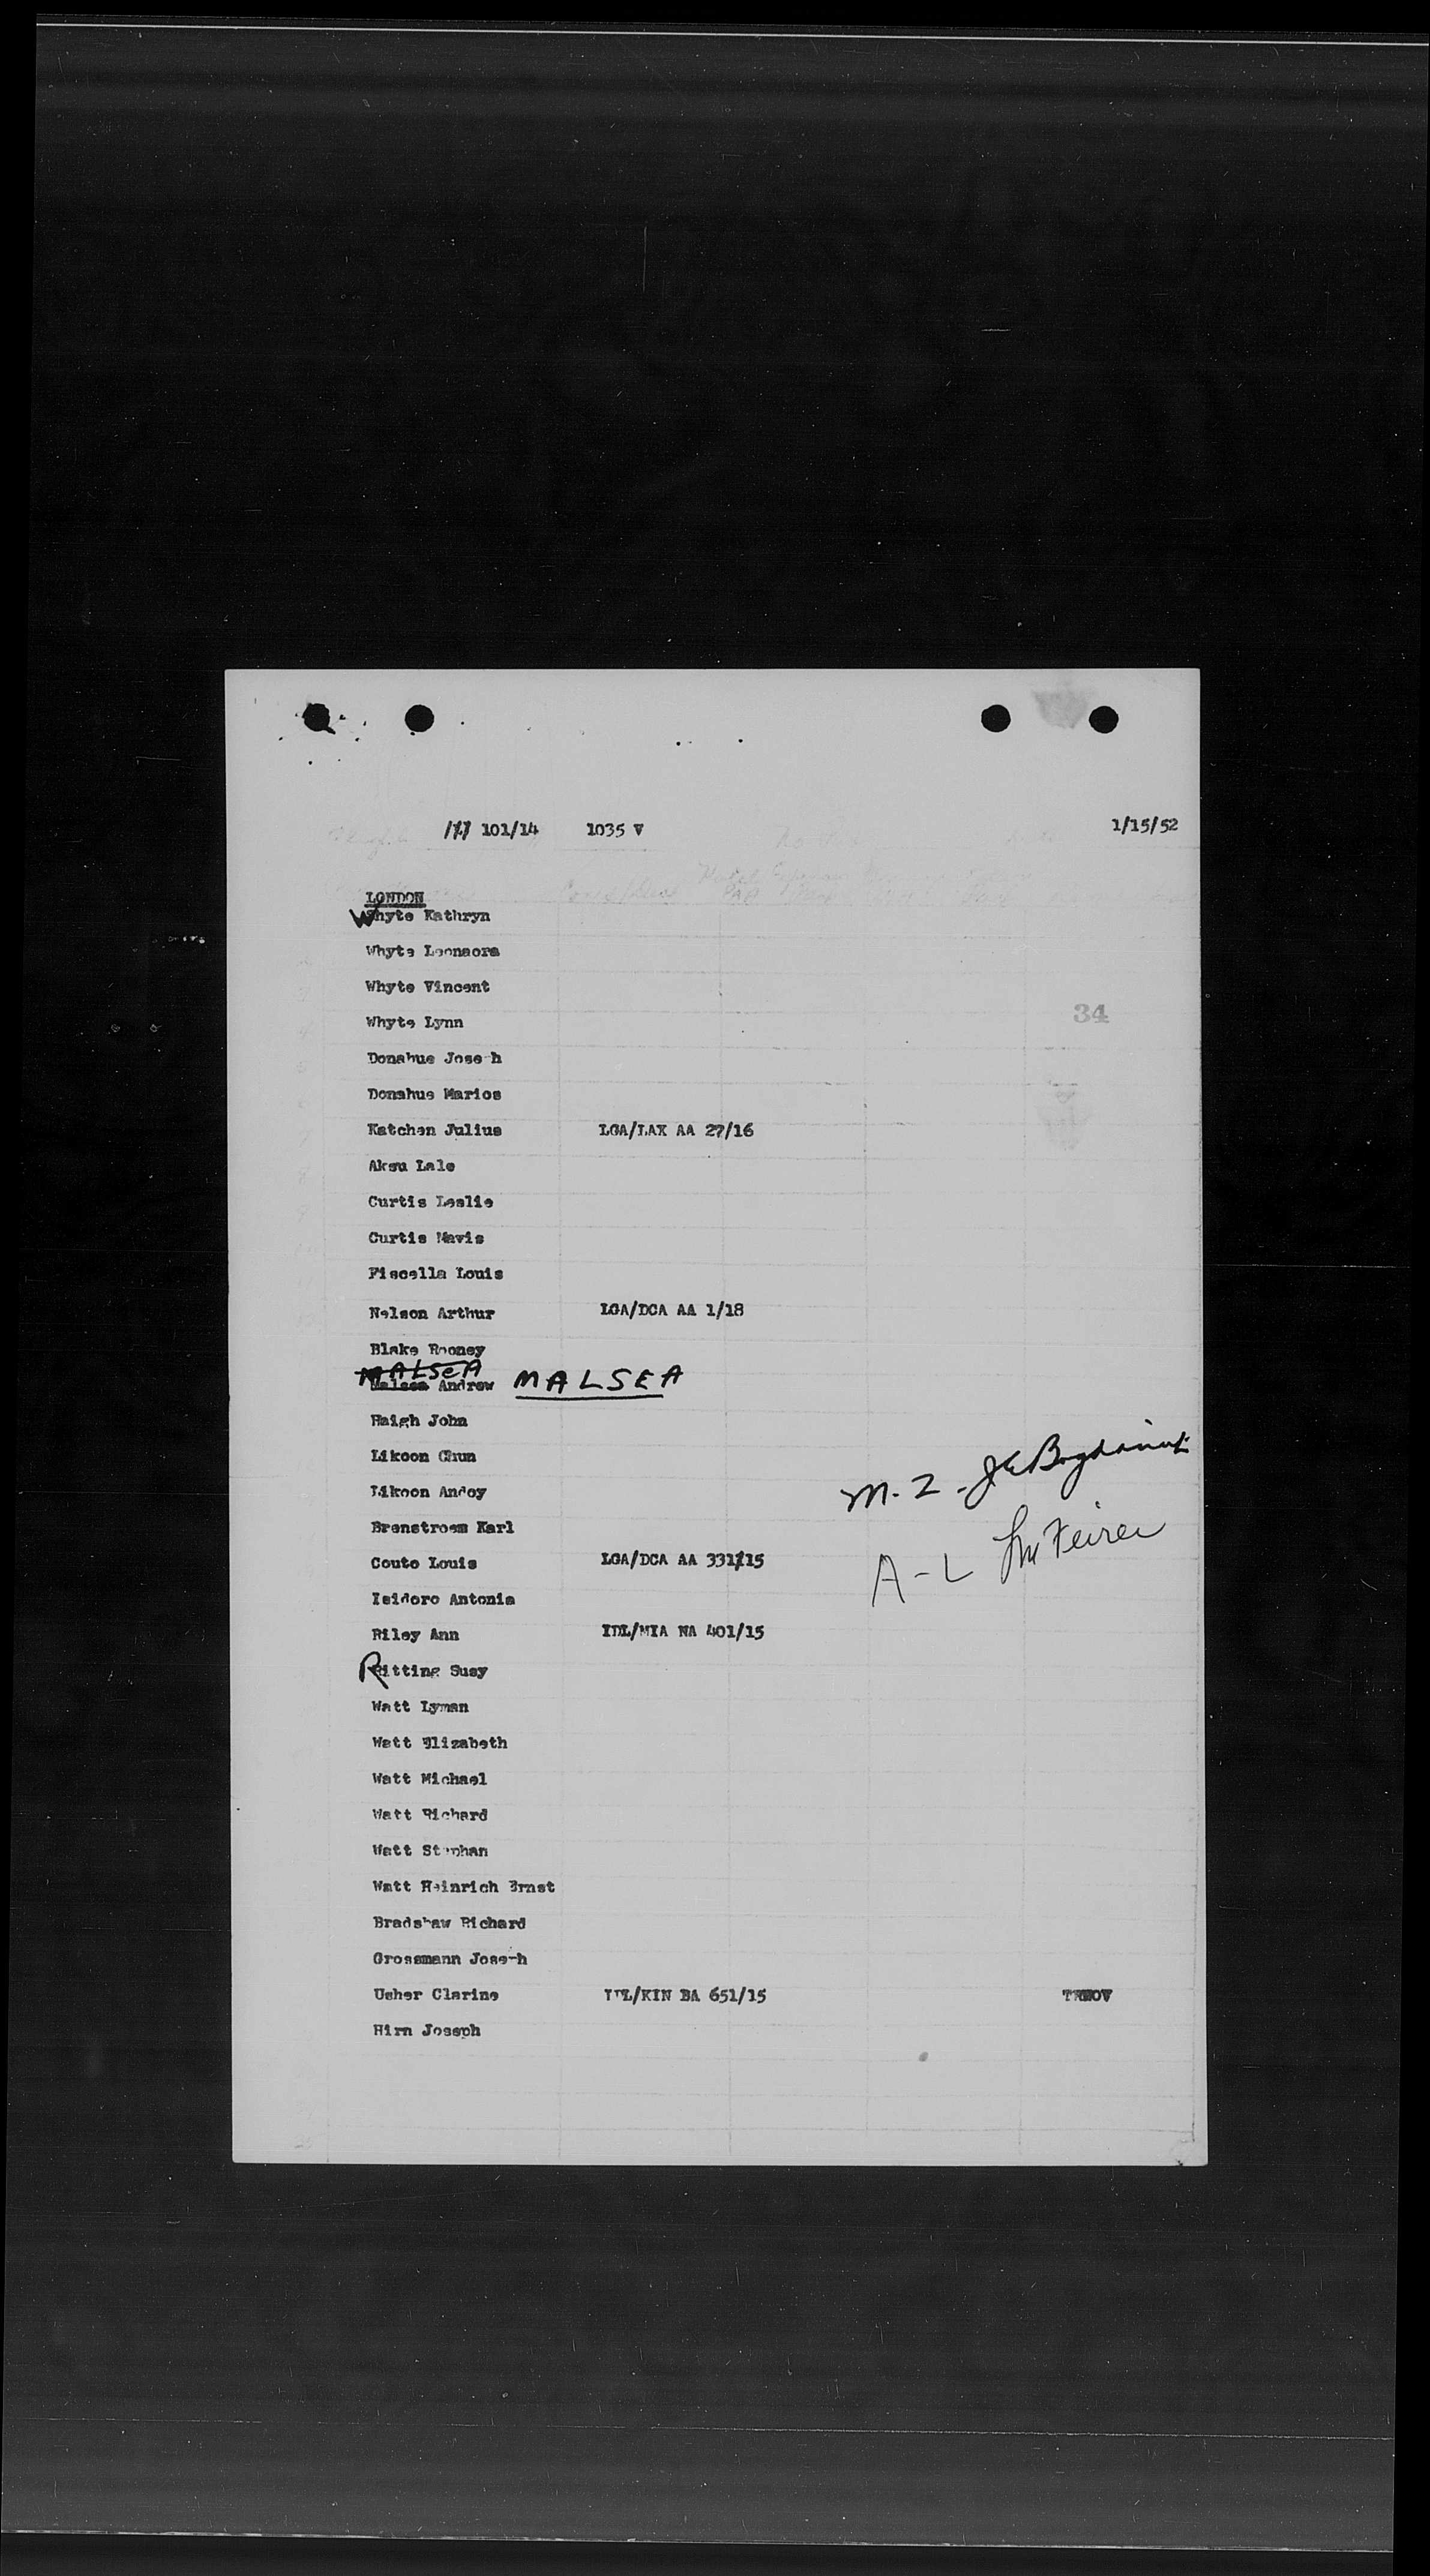 101/14 1035 V 1/15/52
LONDON
Whyte Kathryn
Whyte Leonaora
Whyte Vincent
34
Whyte Lynn
Donahue Jose-h
Donahue Marios
Katchen Julius LGA/LAX AA 27/16
Aksu Lale
Curtis Leslie
Curtis Mavis
Fiscella Louis
Nelson Arthur LGA/DCA AA 1/18
Blake Rooney
MALSEA
Andrew MALSEA
Haigh John
Likoon Chun
Likoon Andoy
M-Z-
Brenstroem Karl
Couto Louis LGA/DCA AA 331/15
A-L
Isidoro Antonia
Riley Ann IDL/MIA NA 401/15
Ritting Susy
Watt Lyman
Watt Elizabeth
Watt Michael
Watt Richard
Watt Stephan
Watt Heinrich Ernst
Bradshaw Richard
Grossmann Jose-h
Usher Clarine IDL/KIN BA 651/15
Hirn Joseph